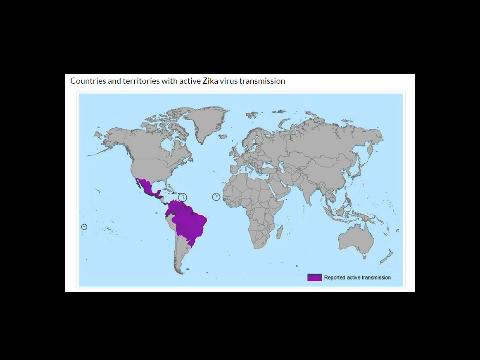 Countries and territories with active Zika virus transmission
Reported active transmission